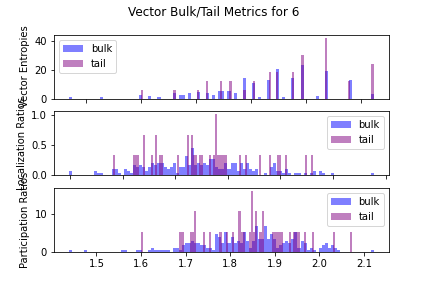 Vector Bulk/Tail Metrics for 6
Vector Entropies
40
20
0
bulk
tail
Localization Ratios
1.0
0.5
0.0
bulk
tail
Participation Ratios
10
0
bulk
tail
1.5 1.6 1.7 1.8 1.9 2.0 2.1